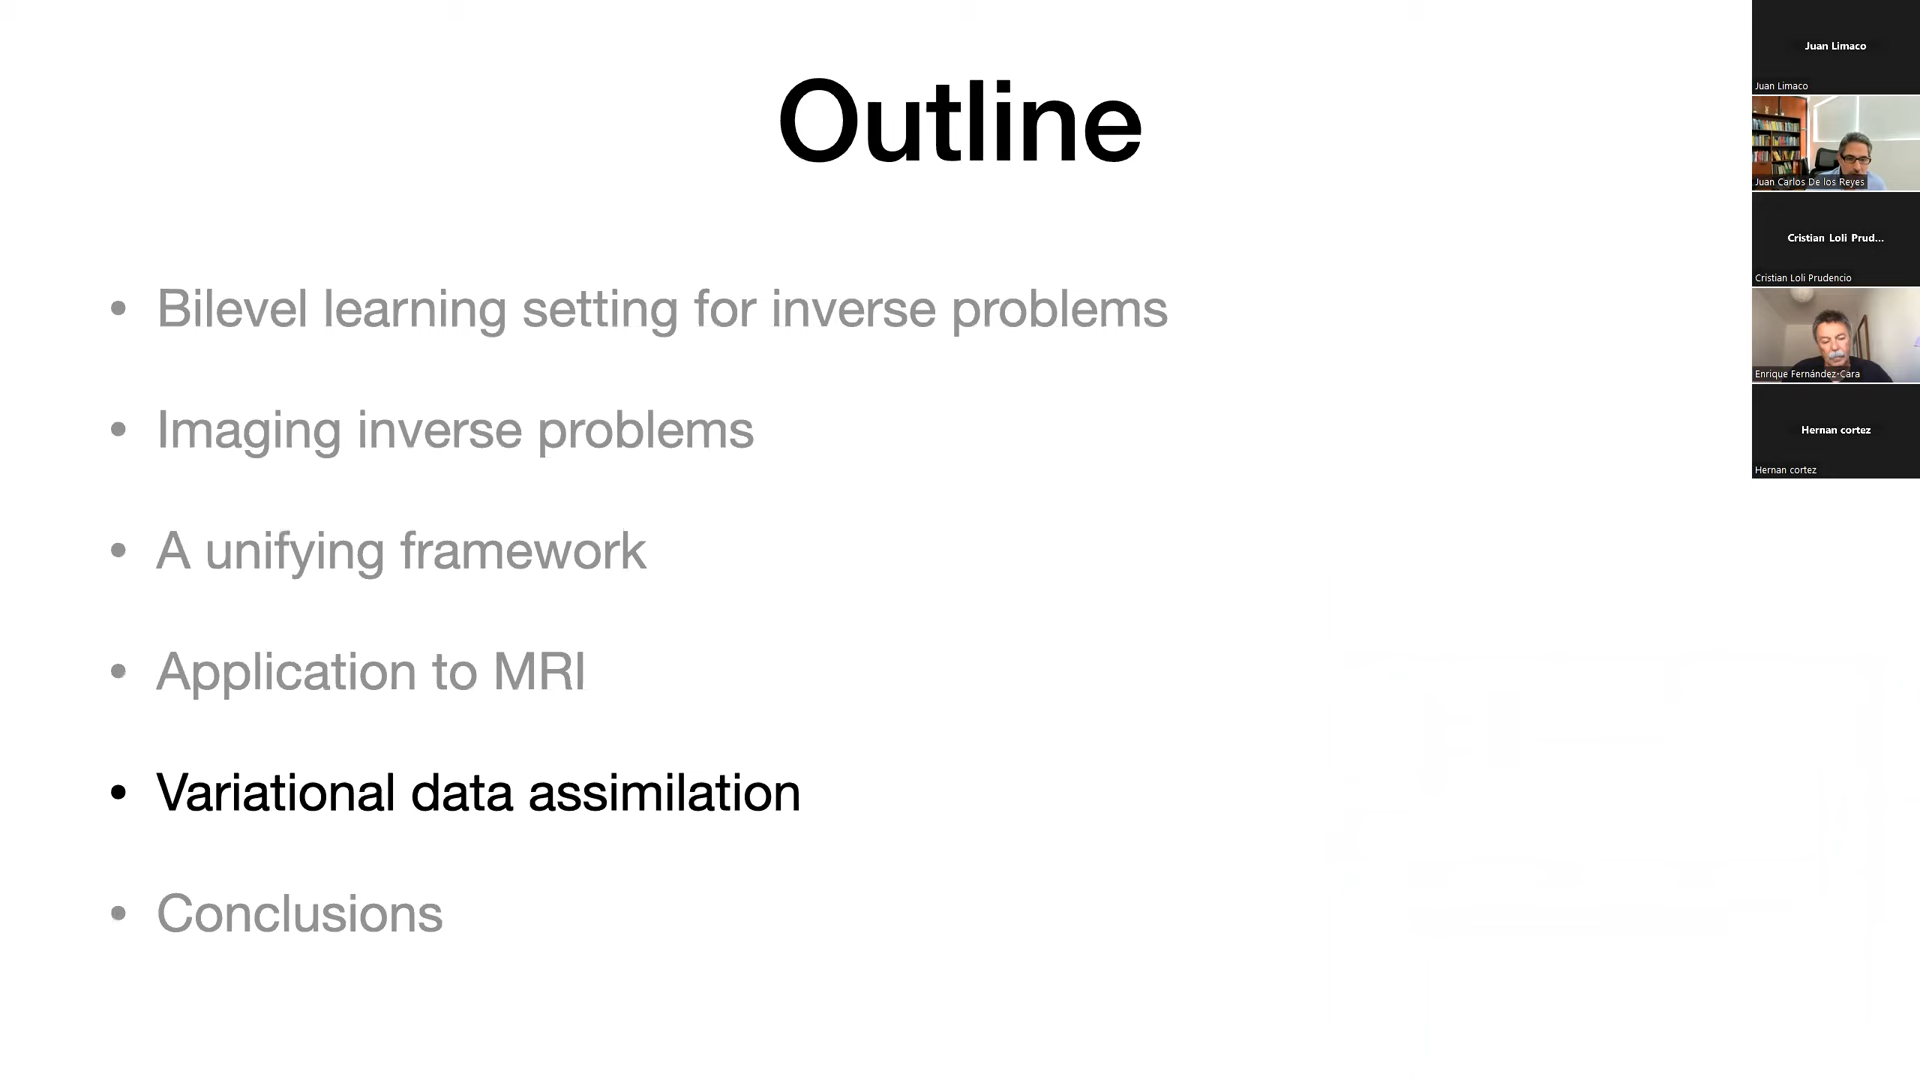 Outline
• Bilevel learning setting for inverse problems
• Imaging inverse problems
• A unifying framework
• Application to MRI
• Variational data assimilation
• Conclusions
Juan Limaco
Juan Limaco
Juan Carlos De los Reyes
Cristian Loli Prud...
Cristian Loli Prudencio
Enrique Fernández-Cara
Hernan cortez
Hernan cortez